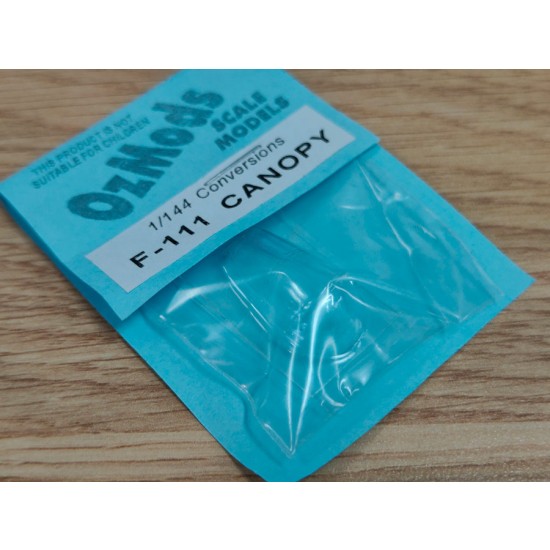 THIS PRODUCT IS NOT
SUITABLE FOR CHILDREN
OzMods
SCALE
MODELS
1/144 Conversions
F-111 CANOPY